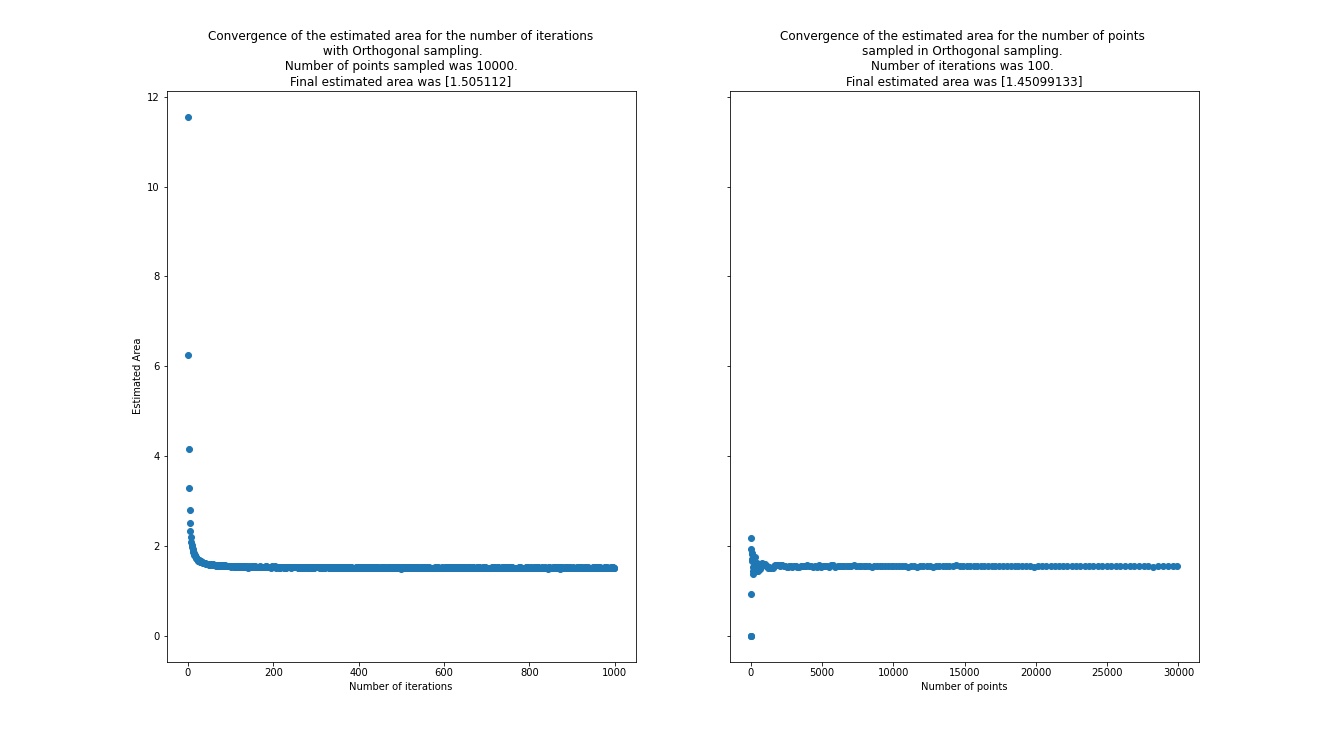 Convergence of the estimated area for the number of iterations
with Orthogonal sampling.
Number of points sampled was 10000.
Final estimated area was [1.505112]
12
10
8
6
4
2
0
Estimated Area
0 200 400 600 800 1000
Number of iterations
Convergence of the estimated area for the number of points
sampled in Orthogonal sampling.
Number of iterations was 100.
Final estimated area was [1.45099133]
0 5000 10000 15000 20000 25000 30000
Number of points